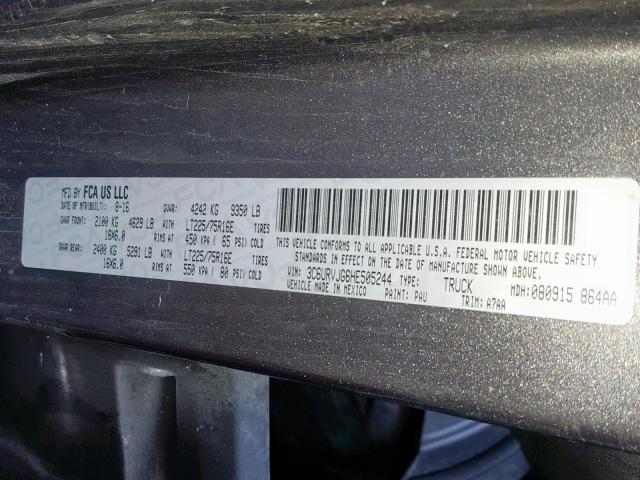 MFD BY FCA US LLC
DATE OF MFR(BUILT): 8-16 GVWR: 4242 KG 9350 LB
GAWR FRONT: 2100 KG 4629 LB WITH LT225/75R16E TIRES
16X6.0 RIMS AT 450 KPA ( 65 PSI) COLD
GAWR REAR: 2400 KG 5291 LB WITH LT225/75R16E TIRES
16X6.0 RIMS AT 550 KPA ( 80 PSI) COLD
THIS VEHICLE CONFORMS TO ALL APPLICABLE U.S.A. FEDERAL MOTOR VEHICLE SAFETY
STANDARDS IN EFFECT ON THE DATE OF MANUFACTURE SHOWN ABOVE.
VIN: 3C6URVJG6HE505244 TYPE: TRUCK MDH: 080915 864AA
MADE IN MEXICO PAINT: PAU TRIM: A7AA